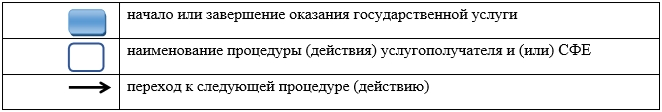 начало или завершение оказания государственной услуги
наименование процедуры (действия) услугополучателя и (или) СФЕ
переход к следующей процедуре (действию)